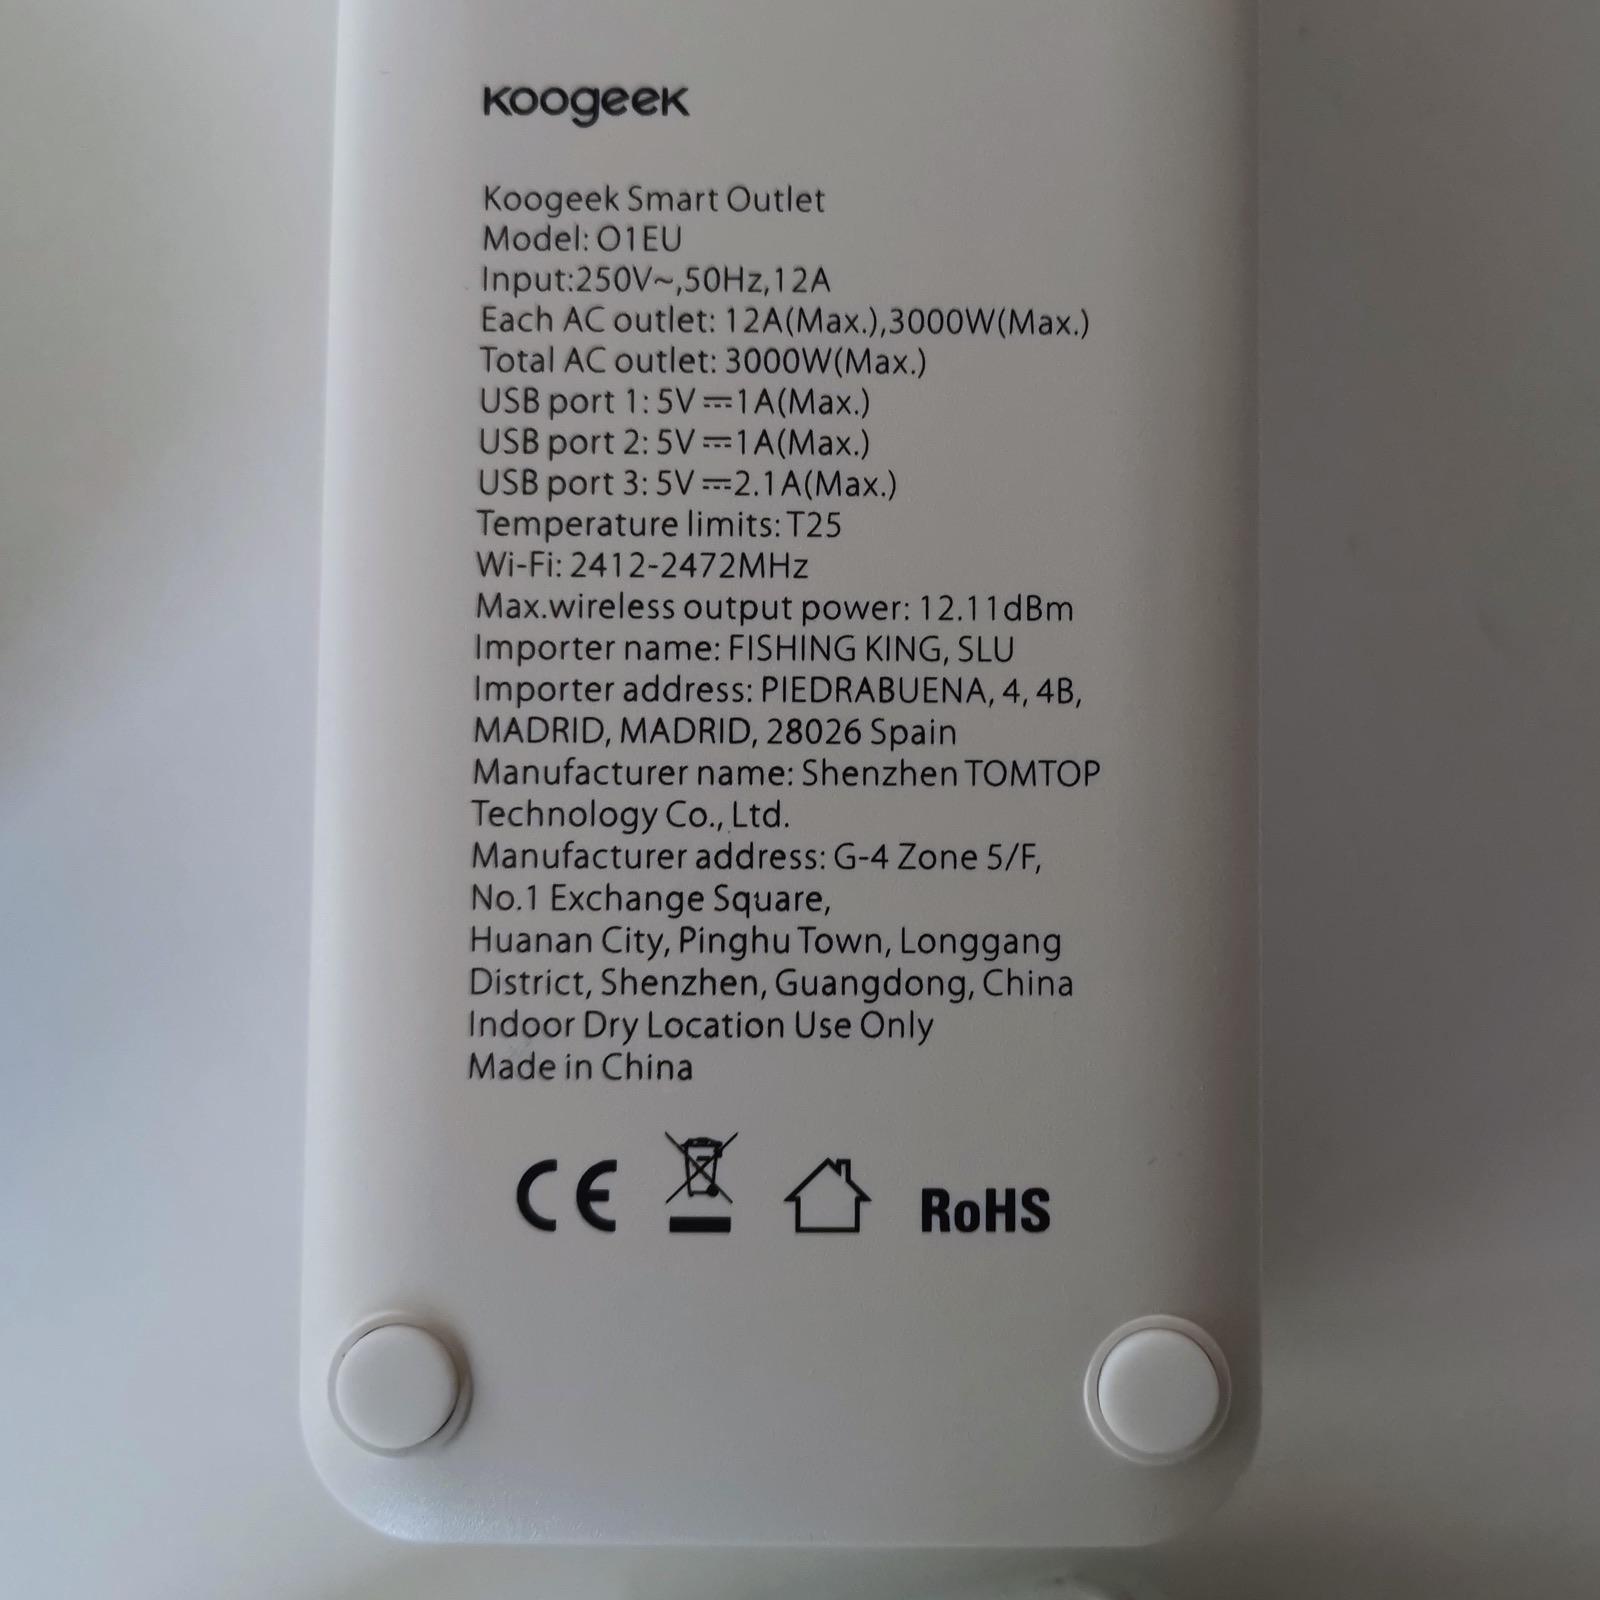 Koogeek
Koogeek Smart Outlet
Model: O1EU
Input:250V~,50Hz,12A
Each AC outlet: 12A(Max.),3000W(Max.)
Total AC outlet: 3000W(Max.)
USB port 1: 5V⎓1A(Max.)
USB port 2: 5V⎓1A(Max.)
USB port 3: 5V⎓2.1A(Max.)
Temperature limits: T25
Wi-Fi: 2412-2472MHz
Max.wireless output power: 12.11dBm
Importer name: FISHING KING, SLU
Importer address: PIEDRABUENA, 4, 4B,
MADRID, MADRID, 28026 Spain
Manufacturer name: Shenzhen TOMTOP
Technology Co., Ltd.
Manufacturer address: G-4 Zone 5/F,
No.1 Exchange Square,
Huanan City, Pinghu Town, Longgang
District, Shenzhen, Guangdong, China
Indoor Dry Location Use Only
Made in China
CE RoHS